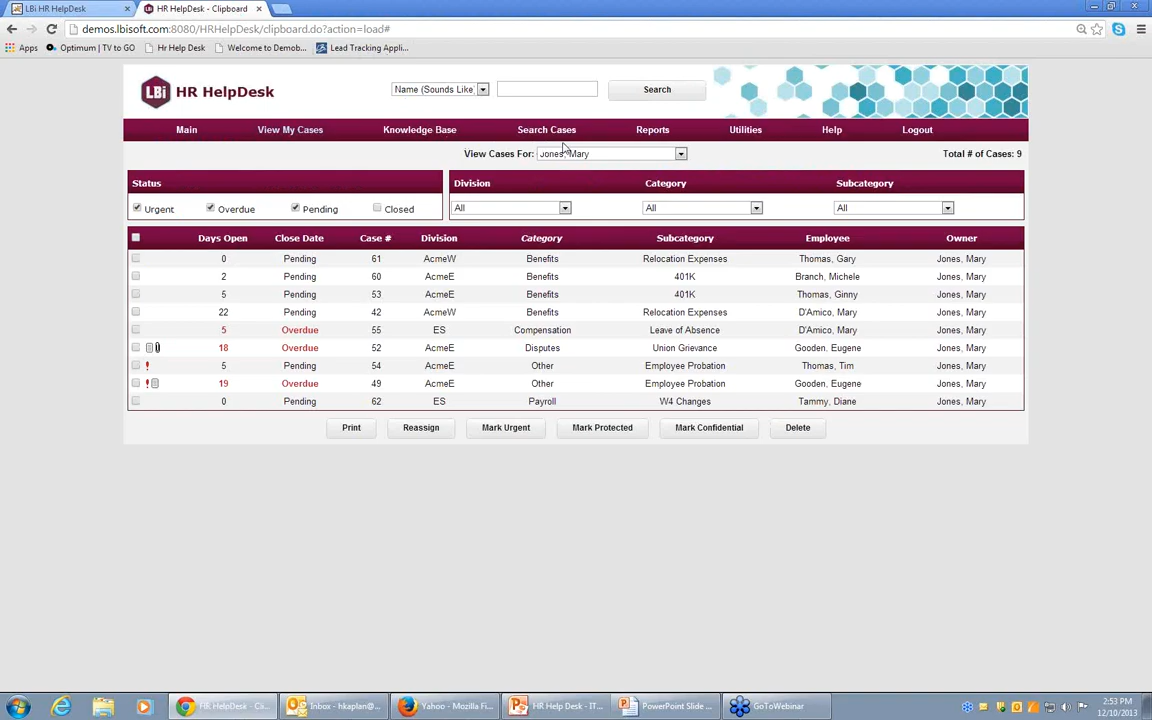 LBi HR HelpDesk
HR HelpDesk - Clipboard
demos.lbisoft.com:8080/HRHelpDesk/clipboard.do?action=load#
Apps Optimum | TV to GO Hr Help Desk Welcome to Demob... Lead Tracking Appli...
LBi HR HelpDesk Name (Sounds Like Search
Main View My Cases Knowledge Base Search Cases Reports Utilities Help Logout
View Cases For: Jones, Mary Total # of Cases: 9
Status Division Category Subcategory
Urgent Overdue Pending Closed All All All
Days Open Close Date Case # Division Category Subcategory Employee Owner
0 Pending 61 AcmeW Benefits Relocation Expenses Thomas, Gary Jones, Mary
2 Pending 60 AcmeE Benefits 401K Branch, Michele Jones, Mary
5 Pending 53 AcmeE Benefits 401K Thomas, Ginny Jones, Mary
22 Pending 42 AcmeW Benefits Relocation Expenses D'Amico, Mary Jones, Mary
5 Overdue 55 ES Compensation Leave of Absence D'Amico, Mary Jones, Mary
18 Overdue 52 AcmeE Disputes Union Grievance Gooden, Eugene Jones, Mary
5 Pending 54 AcmeE Other Employee Probation Thomas, Tim Jones, Mary
19 Overdue 49 AcmeE Other Employee Probation Gooden, Eugene Jones, Mary
0 Pending 62 ES Payroll W4 Changes Tammy, Diane Jones, Mary
Print Reassign Mark Urgent Mark Protected Mark Confidential Delete
HR HelpDesk - Cli... Inbox - hkaplan@... Yahoo - Mozilla Fi... HR Help Desk - IT... PowerPoint Slide ... GoToWebinar
2:53 PM
12/10/2013